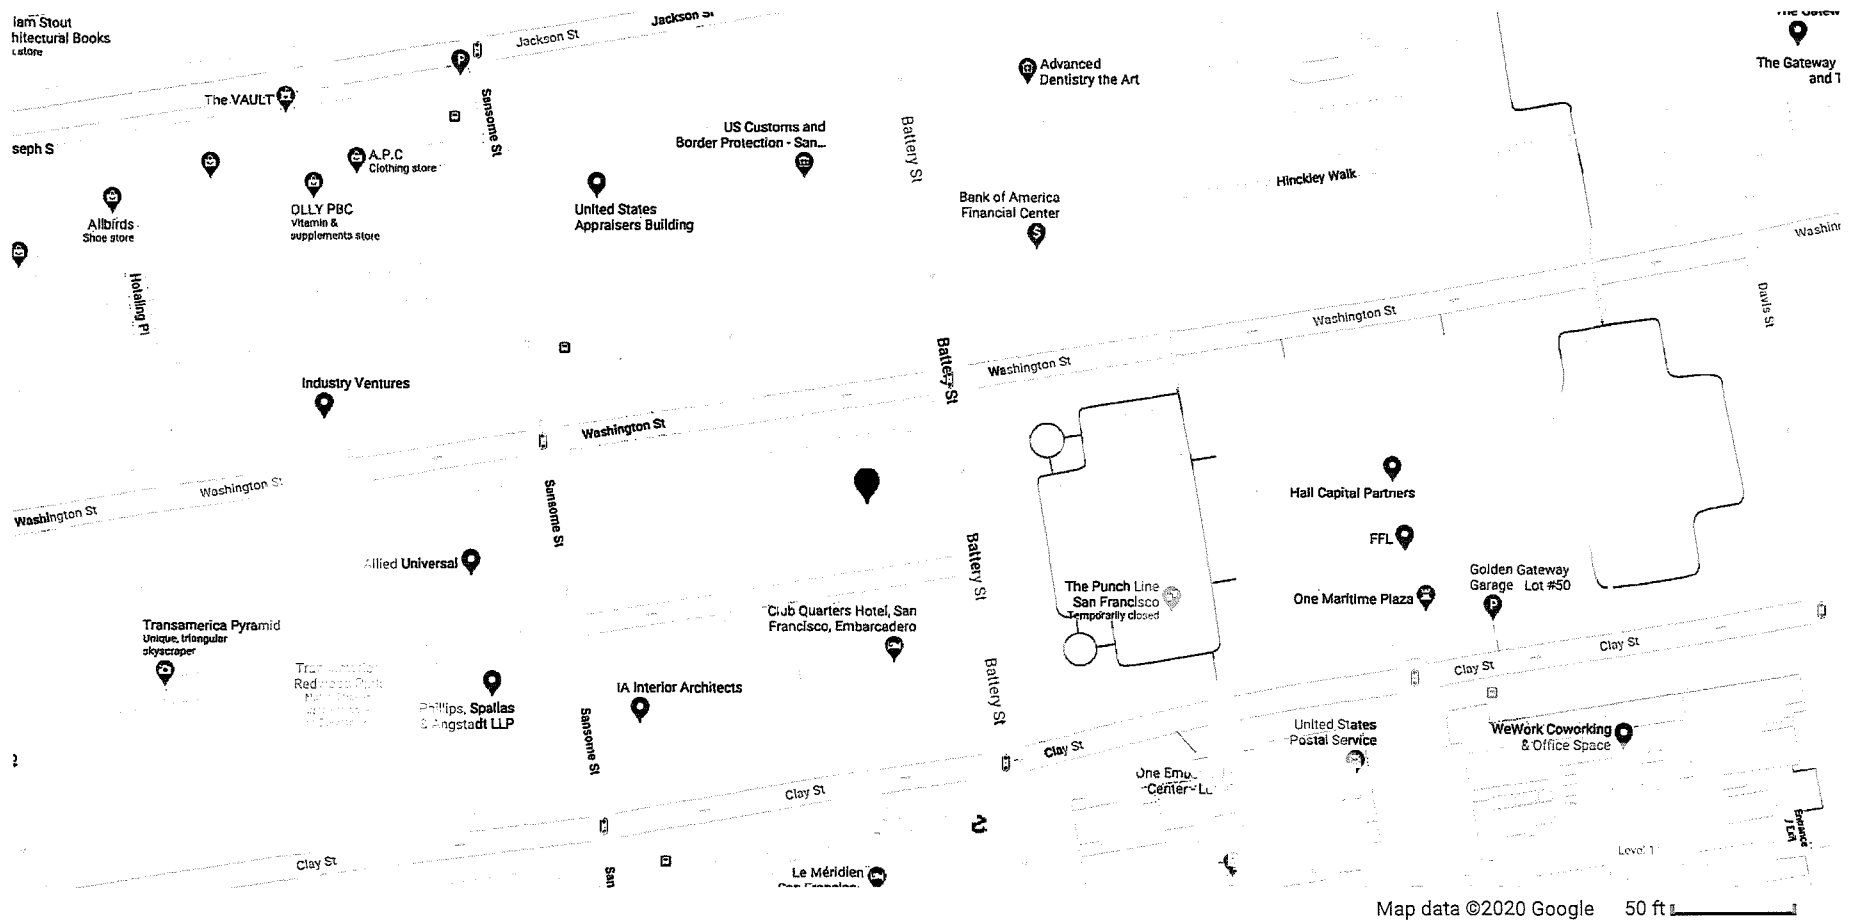 Jackson St
Jackson St
Architectural Books
The VAULT
Sansome St
A.P.C
Clothing store
OLLY PBC
Vitamin &
supplements store
Allbirds
Shoe store
Hotaling Pl
United States
Appraisers Building
US Customs and
Border Protection - San...
Battery St
Advanced
Dentistry the Art
Bank of America
Financial Center
Hinckley Walk
The Gateway
Davis St
Industry Ventures
Washington St
Washington St
Washington St
Washington St
Washington St
Battery St
Sansome St
Allied Universal
Transamerica Pyramid
Unique, triangular
skyscraper
Phillips, Spallas
& Angstadt LLP
IA Interior Architects
Sansome St
Club Quarters Hotel, San
Francisco, Embarcadero
Battery St
Battery St
The Punch Line
San Francisco
Temporarily closed
Hall Capital Partners
FFL
One Maritime Plaza
Golden Gateway
Garage Lot #50
Clay St
Clay St
Clay St
Clay St
Clay St
United States
Postal Service
WeWork Coworking
& Office Space
Entrance
/ Exit
Level 1
Le Méridien
Map data ©2020 Google 50 ft